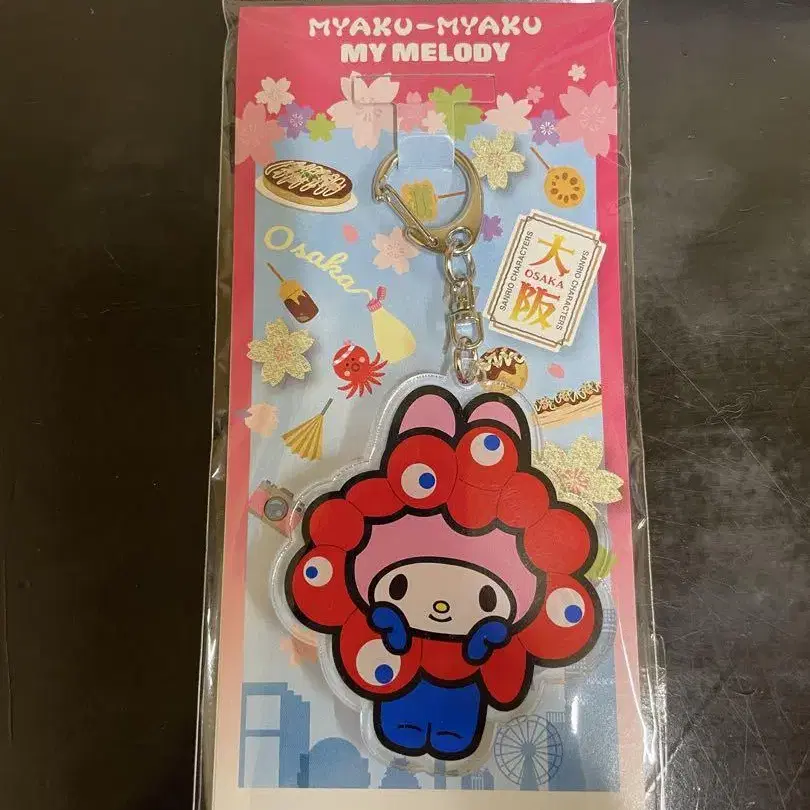 MYAKU-MYAKU
MY MELODY
Osaka
SANRIO CHARACTERS
大
OSAKA
阪
SANRIO CHARACTERS